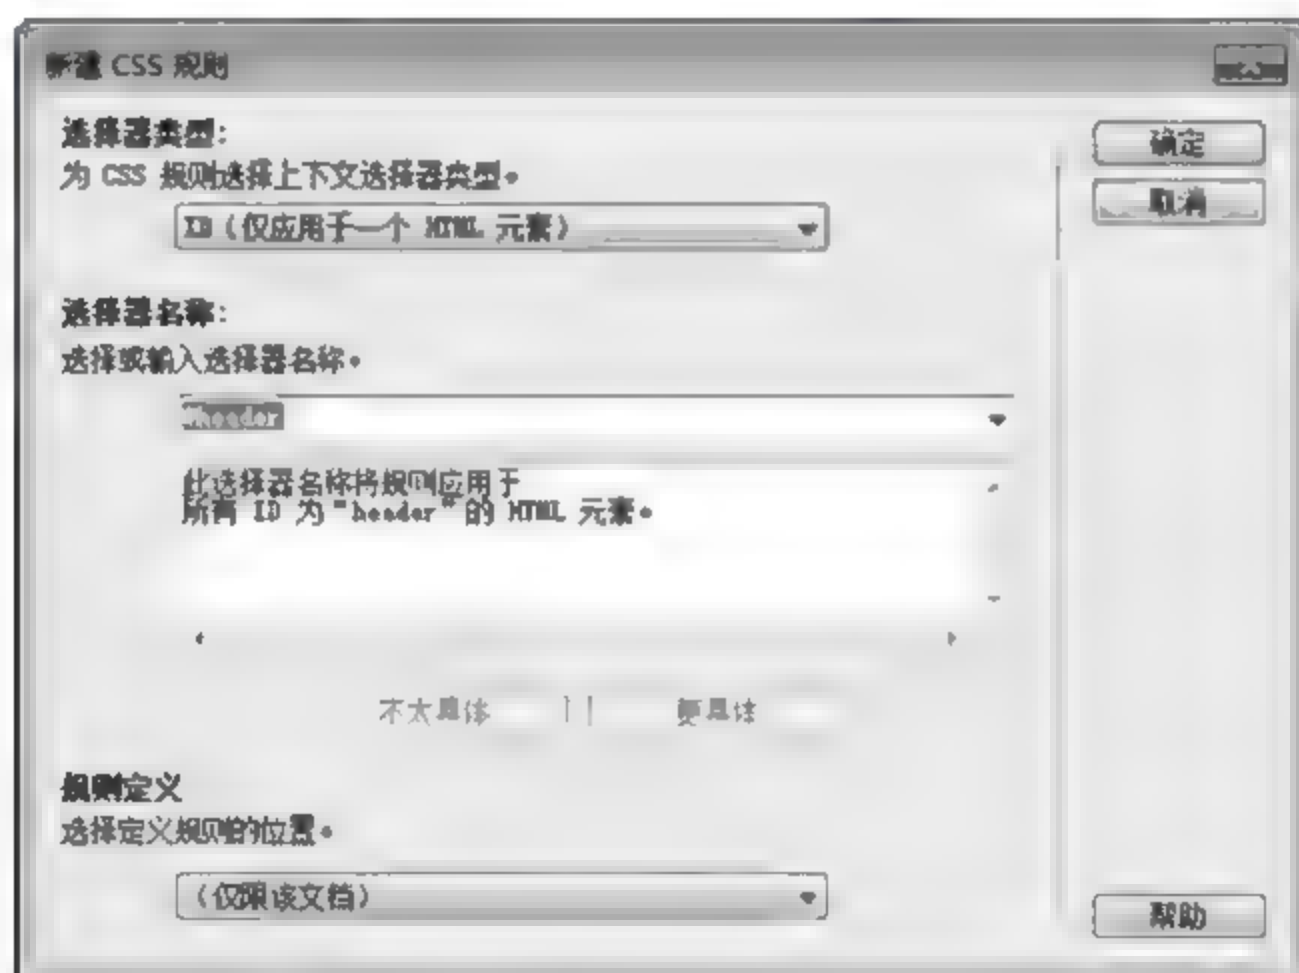 新建 CSS 规则
选择器类型:
确定
为 CSS 规则选择上下文选择器类型。
取消
ID（仅应用于一个 HTML 元素）
选择器名称:
选择或输入选择器名称。
#header
此选择器名称将规则应用于
所有 ID 为“header”的 HTML 元素。
不太具体
更具体
规则定义
选择定义规则的位置。
（仅限该文档）
帮助